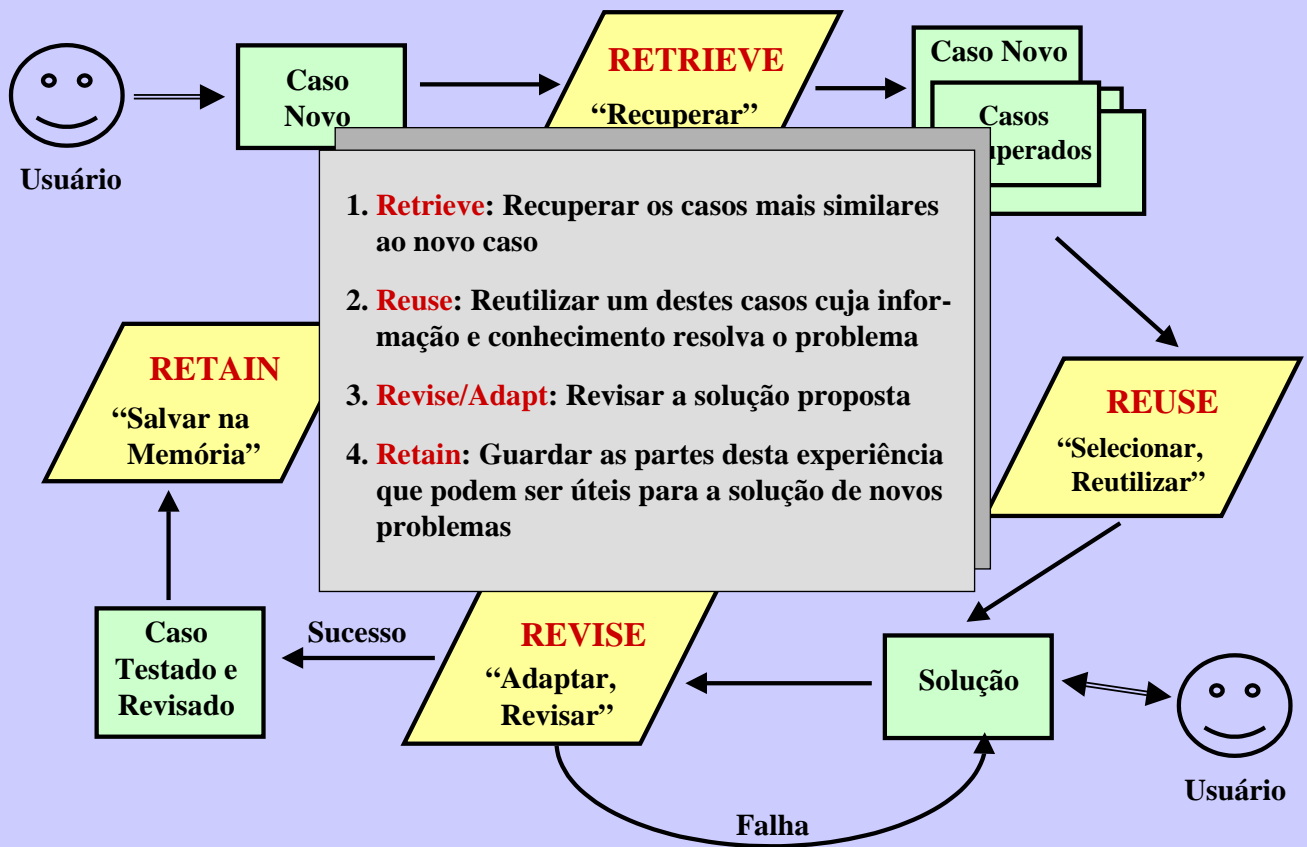 RETRIEVE
“Recuperar”
Caso
Novo
Caso Novo
Casos
uperados
Usuário
1. Retrieve: Recuperar os casos mais similares
ao novo caso
2. Reuse: Reutilizar um destes casos cuja infor-
mação e conhecimento resolva o problema
3. Revise/Adapt: Revisar a solução proposta
4. Retain: Guardar as partes desta experiência
que podem ser úteis para a solução de novos
problemas
RETAIN
“Salvar na
Memória”
REUSE
“Selecionar,
Reutilizar”
Caso
Testado e
Revisado
Sucesso
REVISE
“Adaptar,
Revisar”
Solução
Usuário
Falha